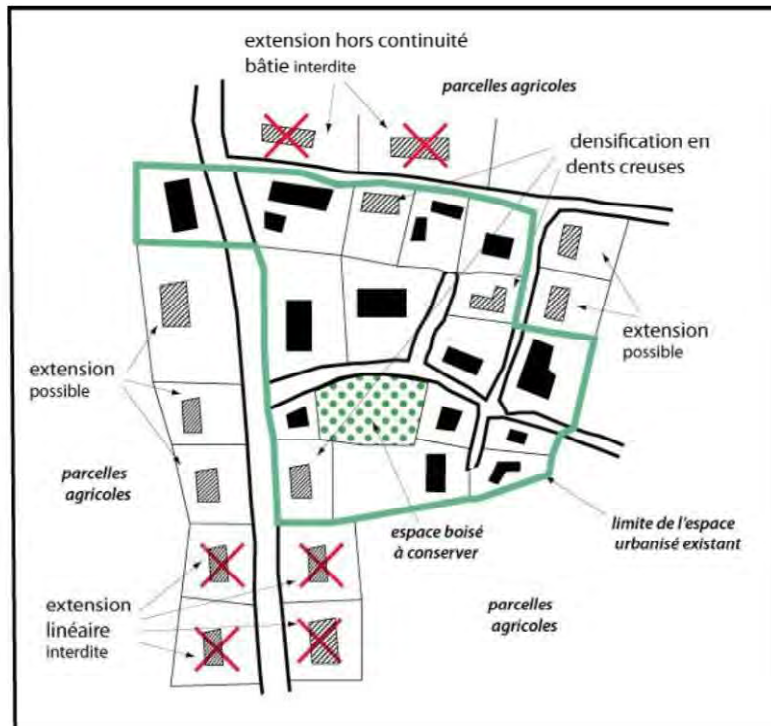 extension hors continuité
bâtie interdite
parcelles agricoles
densification en
dents creuses
extension
possible
extension
possible
parcelles
agricoles
espace boisé
à conserver
limite de l'espace
urbanisé existant
extension
linéaire
interdite
parcelles
agricoles